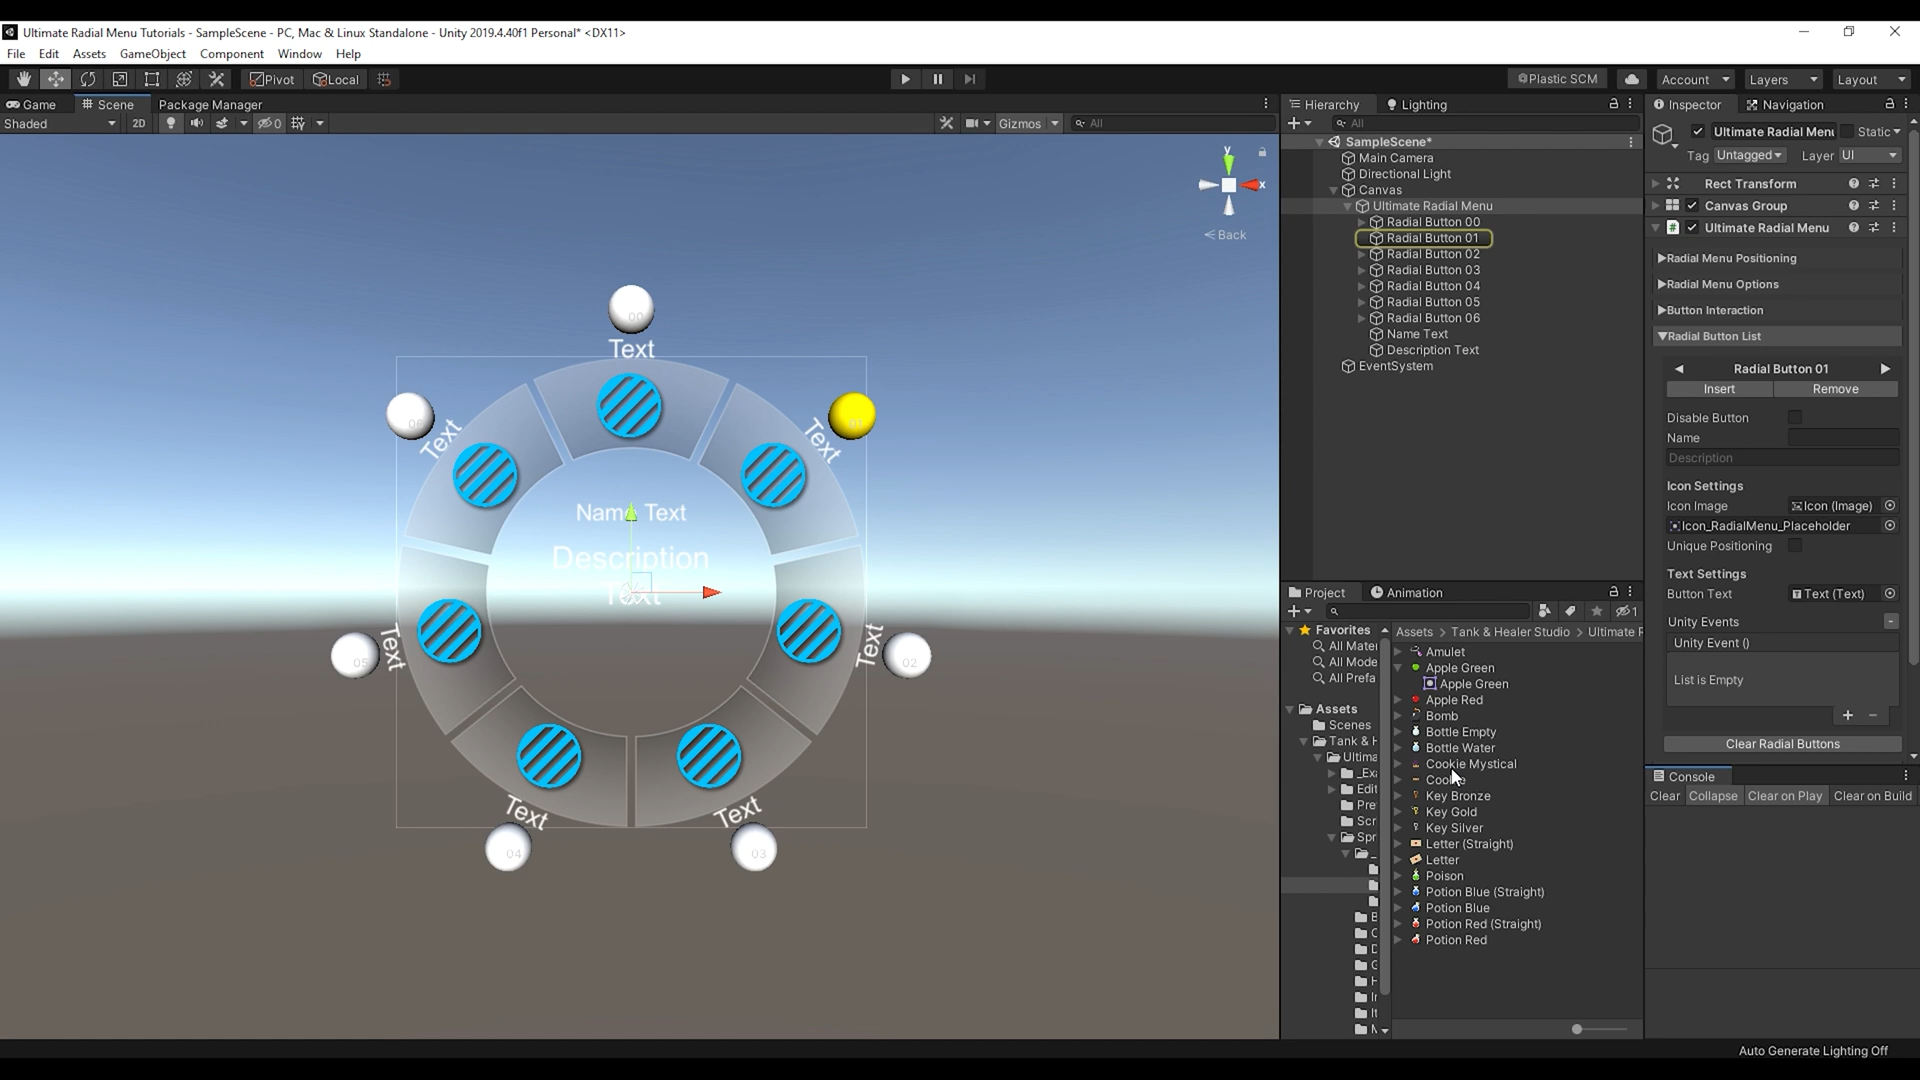 Ultimate Radial Menu Tutorials - SampleScene - PC, Mac & Linux Standalone - Unity 2019.4.40f1 Personal* <DX11>
File Edit Assets GameObject Component Window Help
Pivot Local Plastic SCM Account Layers Layout
Game Scene Package Manager
Shaded 2D 0 Gizmos All
y
x
Back
00
Text
06
Text
01
Text
Name Text
Description
Text
05
Text
02
Text
04
Text
03
Text
Hierarchy Lighting
All
SampleScene*
Main Camera
Directional Light
Canvas
Ultimate Radial Menu
Radial Button 00
Radial Button 01
Radial Button 02
Radial Button 03
Radial Button 04
Radial Button 05
Radial Button 06
Name Text
Description Text
EventSystem
Project Animation
1
Favorites
All Mate
All Mode
All Prefa
Assets
Scenes
Tank & H
Ultima
_Exa
Edit
Pre
Scr
Spr
Assets > Tank & Healer Studio > Ultimate R
Amulet
Apple Green
Apple Green
Apple Red
Bomb
Bottle Empty
Bottle Water
Cookie Mystical
Key Bronze
Key Gold
Key Silver
Letter (Straight)
Letter
Poison
Potion Blue (Straight)
Potion Blue
Potion Red (Straight)
Potion Red
Inspector Navigation
Ultimate Radial Menu Static
Tag Untagged Layer UI
Rect Transform
Canvas Group
Ultimate Radial Menu
Radial Menu Positioning
Radial Menu Options
Button Interaction
Radial Button List
Radial Button 01
Insert Remove
Disable Button
Name
Description
Icon Settings
Icon Image Icon (Image)
Icon_RadialMenu_Placeholder
Unique Positioning
Text Settings
Button Text Text (Text)
Unity Events -
Unity Event ()
List is Empty
+ -
Clear Radial Buttons
Console
Clear Collapse Clear on Play Clear on Build
Auto Generate Lighting Off